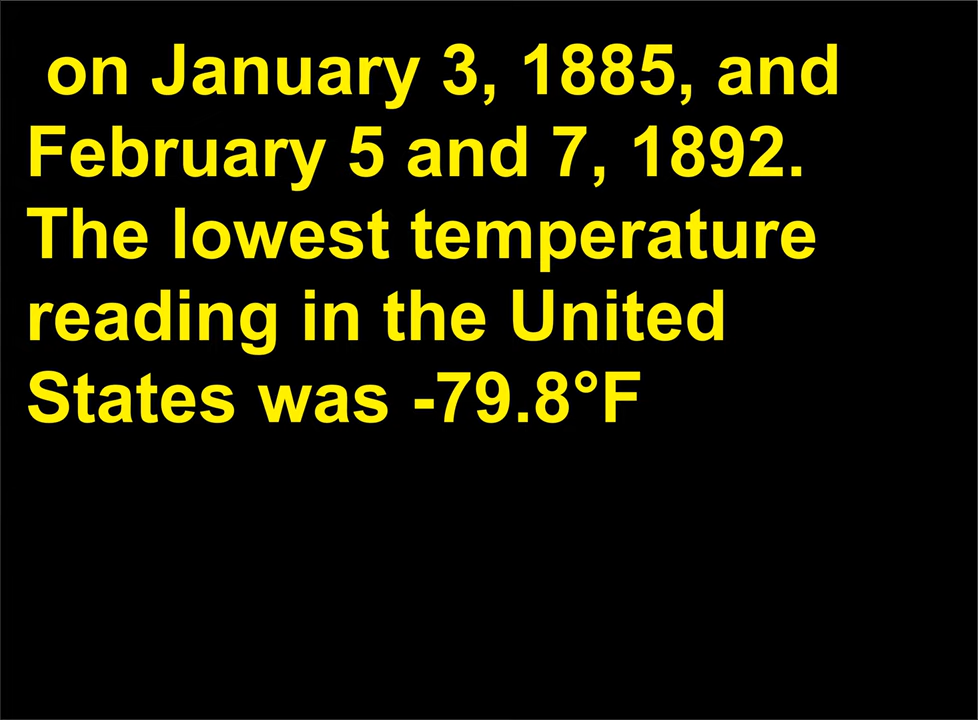 on January 3, 1885, and
February 5 and 7, 1892.
The lowest temperature
reading in the United
States was -79.8°F